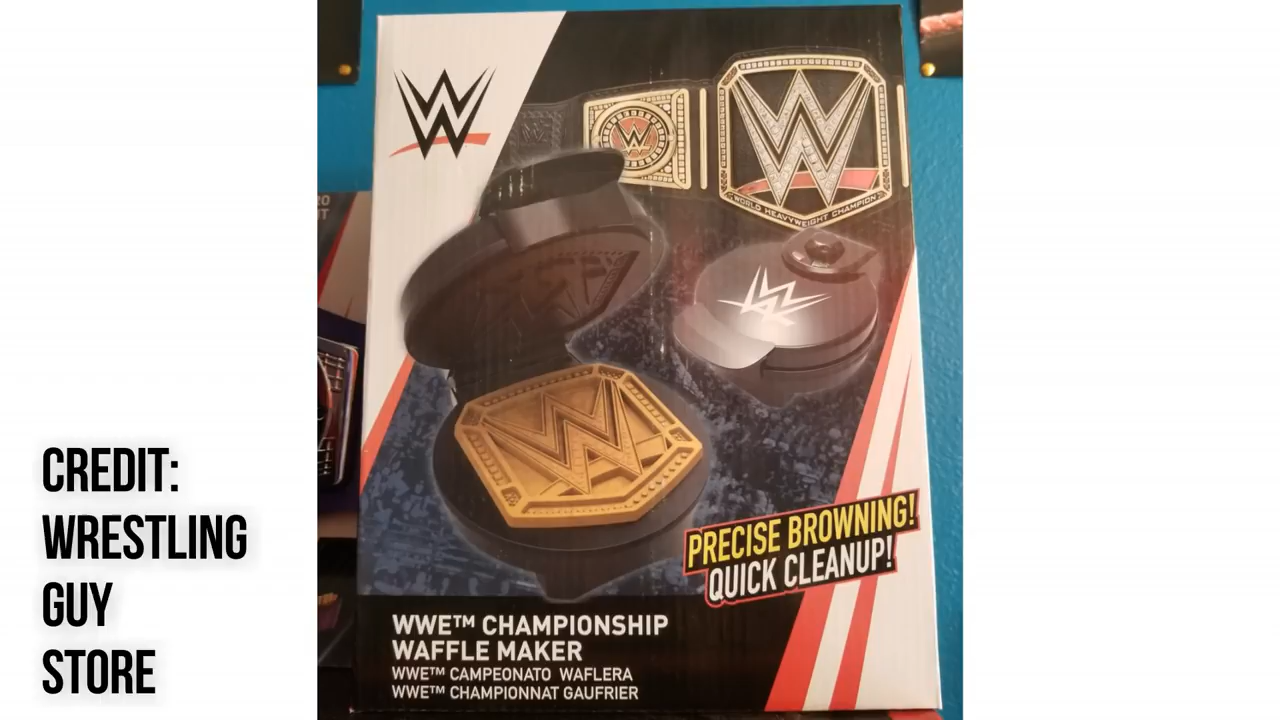 W
W
W
WORLD HEAVYWEIGHT CHAMPION
W
W
PRECISE BROWNING!
QUICK CLEANUP!
WWE™ CHAMPIONSHIP
WAFFLE MAKER
WWE™ CAMPEONATO WAFLERA
WWE™ CHAMPIONNAT GAUFRIER
CREDIT:
WRESTLING
GUY
STORE